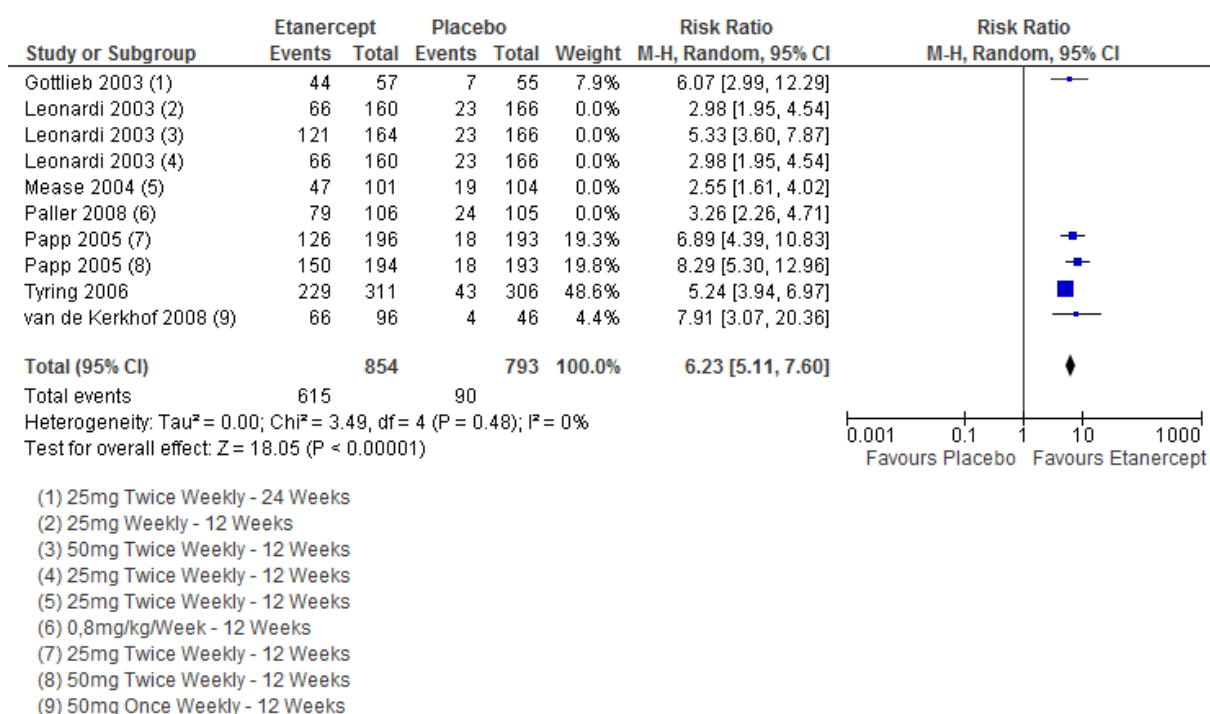 Etanercept Placebo Risk Ratio Risk Ratio
Study or Subgroup Events Total Events Total Weight M-H, Random, 95% CI M-H, Random, 95% CI
Gottlieb 2003 (1) 44 57 7 55 7.9% 6.07 [2.99, 12.29]
Leonardi 2003 (2) 66 160 23 166 0.0% 2.98 [1.95, 4.54]
Leonardi 2003 (3) 121 164 23 166 0.0% 5.33 [3.60, 7.87]
Leonardi 2003 (4) 66 160 23 166 0.0% 2.98 [1.95, 4.54]
Mease 2004 (5) 47 101 19 104 0.0% 2.55 [1.61, 4.02]
Paller 2008 (6) 79 106 24 105 0.0% 3.26 [2.26, 4.71]
Papp 2005 (7) 126 196 18 193 19.3% 6.89 [4.39, 10.83]
Papp 2005 (8) 150 194 18 193 19.8% 8.29 [5.30, 12.96]
Tyring 2006 229 311 43 306 48.6% 5.24 [3.94, 6.97]
van de Kerkhof 2008 (9) 66 96 4 46 4.4% 7.91 [3.07, 20.36]
Total (95% CI) 854 793 100.0% 6.23 [5.11, 7.60]
Total events 615 90
Heterogeneity: Tau² = 0.00; Chi² = 3.49, df = 4 (P = 0.48); I² = 0%
Test for overall effect: Z = 18.05 (P < 0.00001)
0.001 0.1 1 10 1000
Favours Placebo Favours Etanercept
(1) 25mg Twice Weekly - 24 Weeks
(2) 25mg Weekly - 12 Weeks
(3) 50mg Twice Weekly - 12 Weeks
(4) 25mg Twice Weekly - 12 Weeks
(5) 25mg Twice Weekly - 12 Weeks
(6) 0,8mg/kg/Week - 12 Weeks
(7) 25mg Twice Weekly - 12 Weeks
(8) 50mg Twice Weekly - 12 Weeks
(9) 50mg Once Weekly - 12 Weeks